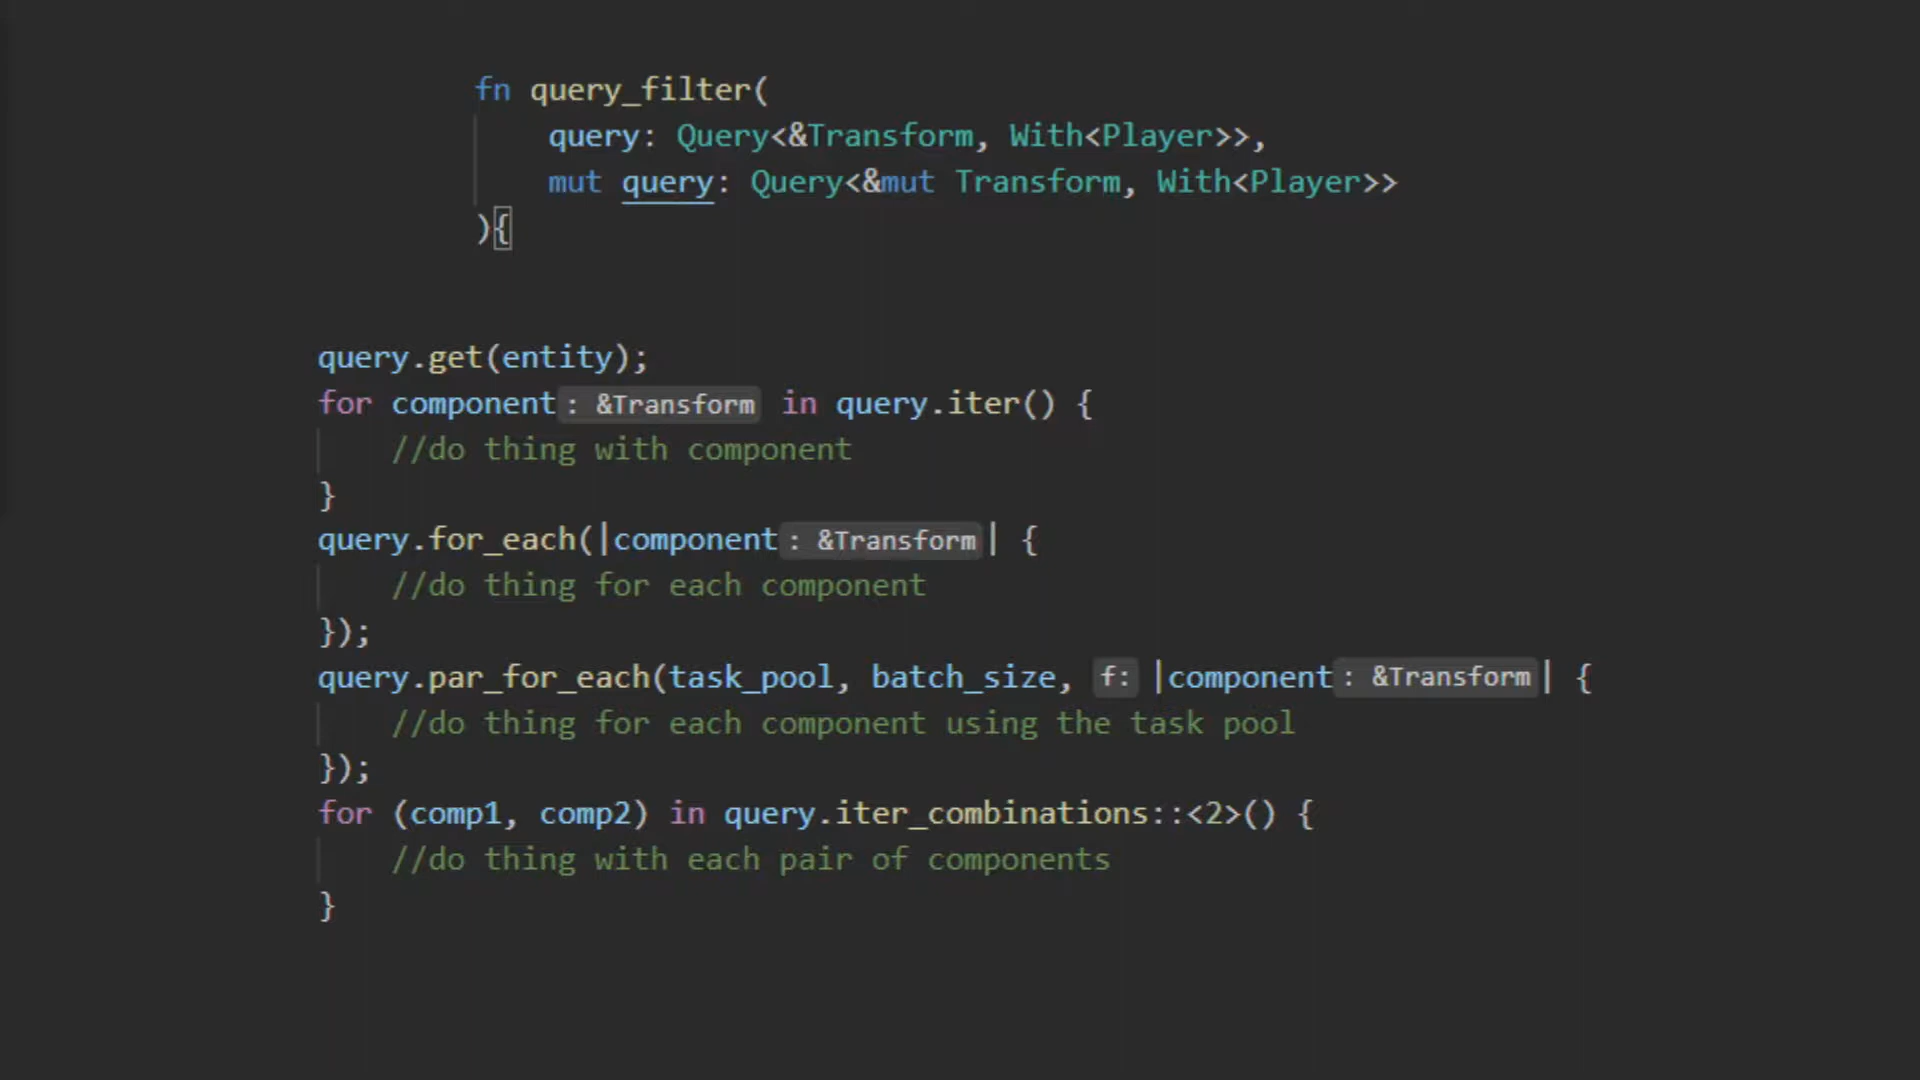 fn query_filter(
query: Query<&Transform, With<Player>>,
mut query: Query<&mut Transform, With<Player>>
){
query.get(entity);
for component: &Transform in query.iter() {
//do thing with component
}
query.for_each(|component: &Transform| {
//do thing for each component
});
query.par_for_each(task_pool, batch_size, f: |component: &Transform| {
//do thing for each component using the task pool
});
for (comp1, comp2) in query.iter_combinations::<2>() {
//do thing with each pair of components
}